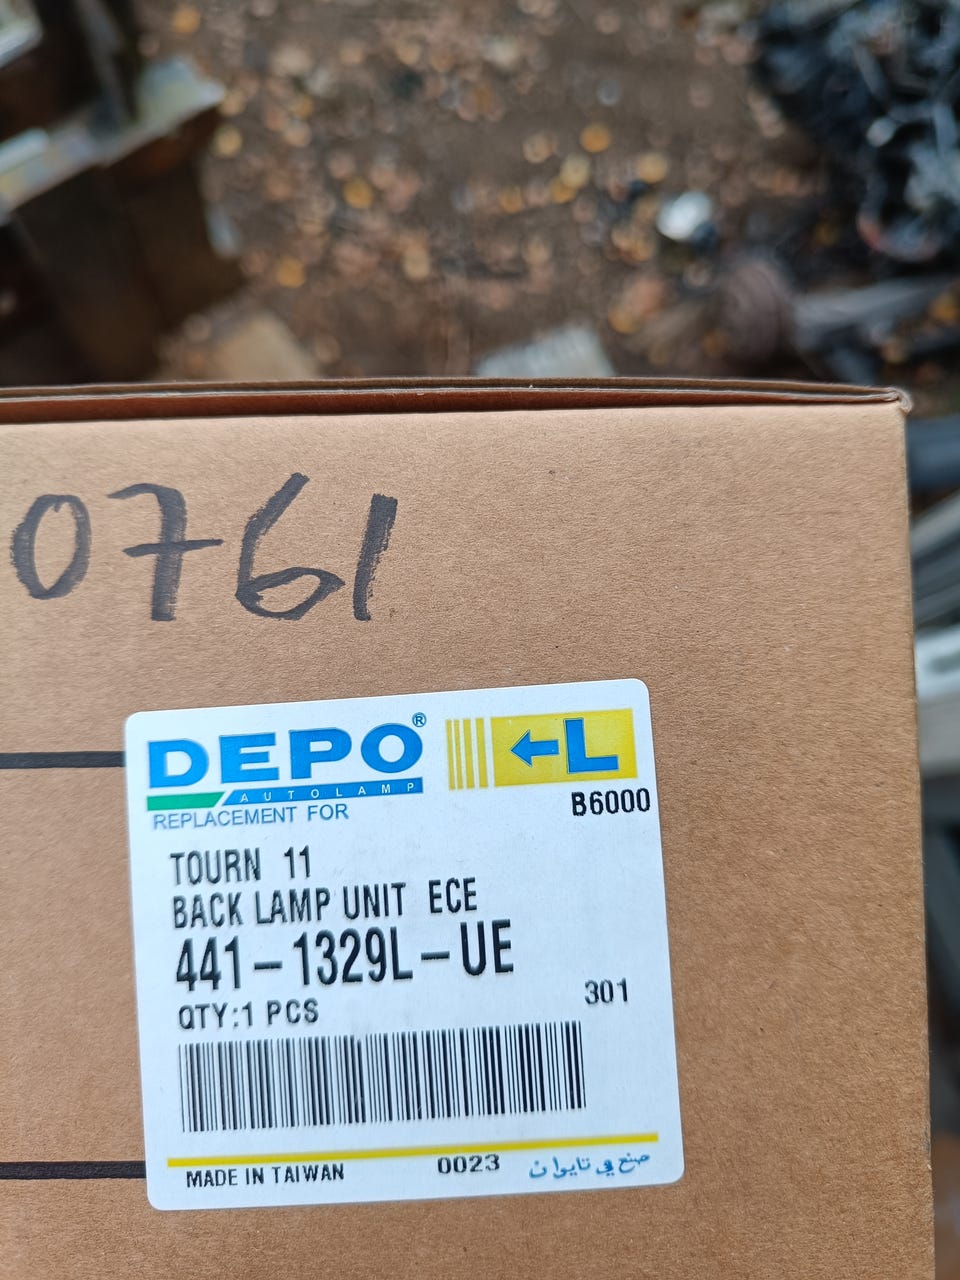 0761
DEPO®
AUTOLAMP
REPLACEMENT FOR
L
B6000
TOURN 11
BACK LAMP UNIT ECE
441-1329L-UE
QTY:1 PCS
301
MADE IN TAIWAN
0023
صنع في تايوان